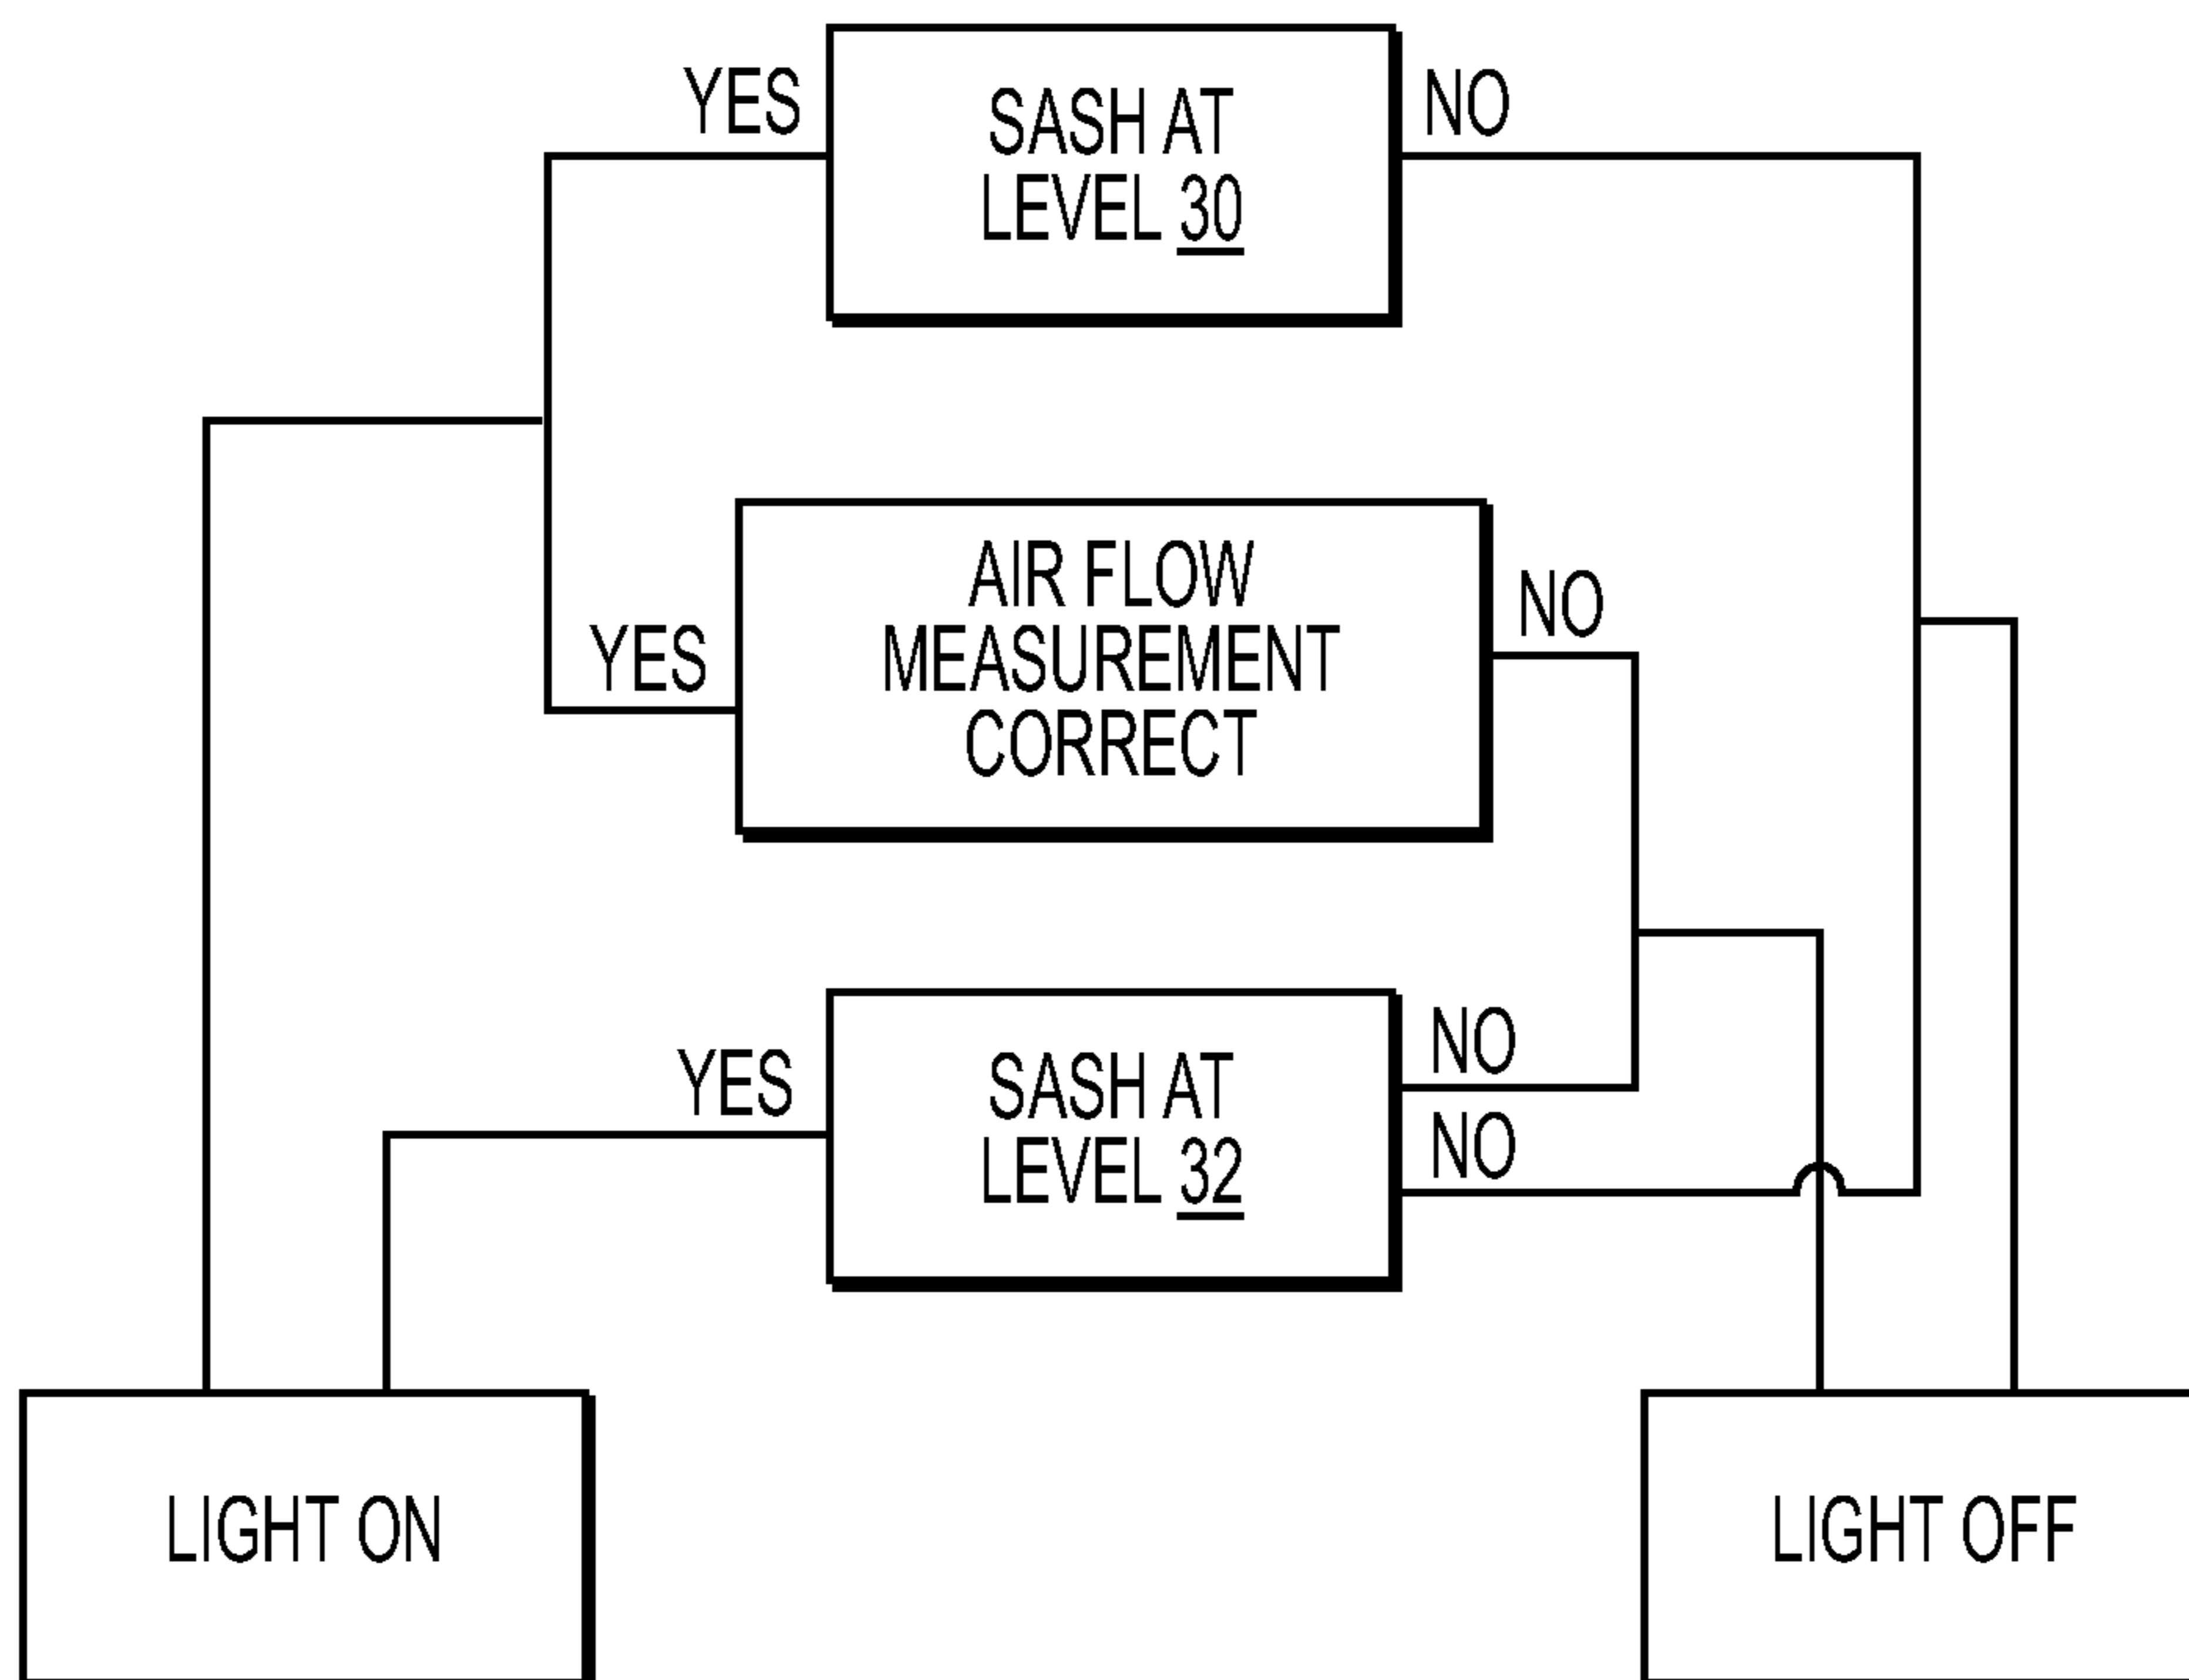 YES
SASH AT
LEVEL 30
NO
AIR FLOW
MEASUREMENT
CORRECT
NO
YES
YES
SASH AT
LEVEL 32
NO
NO
LIGHT ON
LIGHT OFF